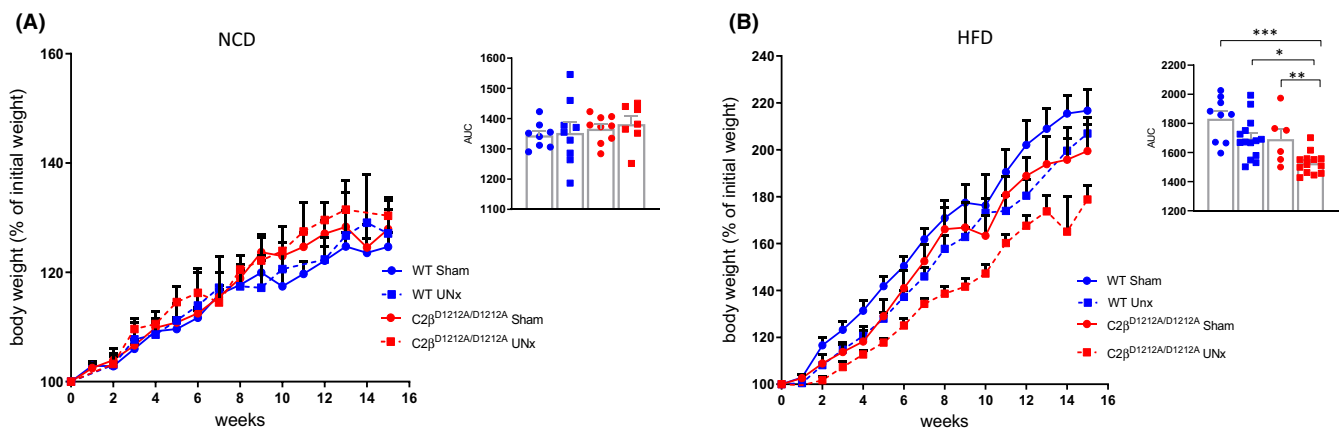 (A)
NCD
body weight (% of initial weight)
160
140
120
100
0 2 4 6 8 10 12 14 16
weeks
WT Sham
WT UNx
C2β^D1212A/D1212A Sham
C2β^D1212A/D1212A UNx
AUC
1600
1500
1400
1300
1200
1100
(B)
HFD
body weight (% of initial weight)
240
220
200
180
160
140
120
100
0 2 4 6 8 10 12 14 16
weeks
WT Sham
WT Unx
C2β^D1212A/D1212A Sham
C2β^D1212A/D1212A UNx
***
*
**
AUC
2200
2000
1800
1600
1400
1200